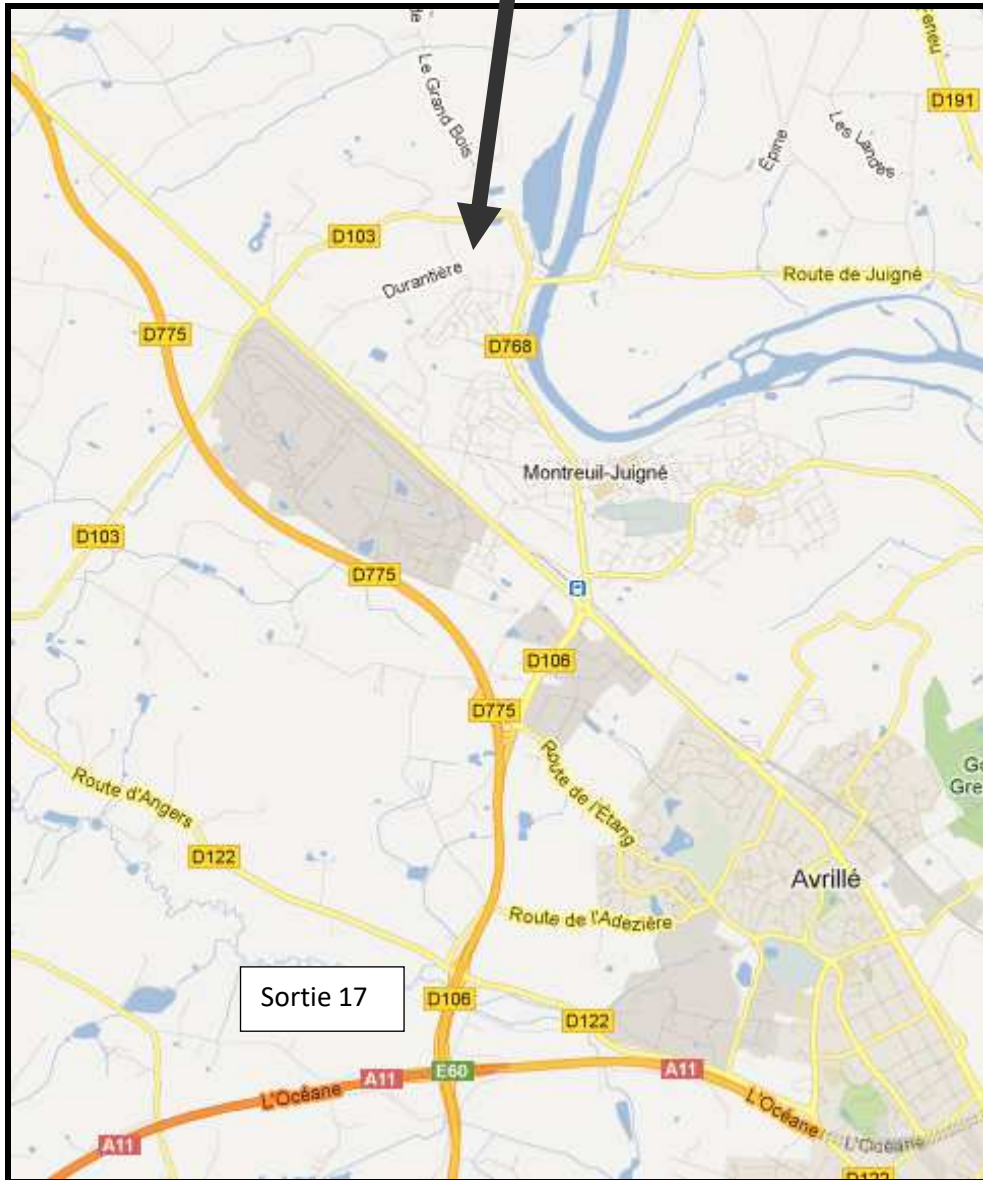 de
Le Grand Bois
Feneu
D191
Les Landes
Épine
D103
Durantière
Route de Juigné
D775
D768
Montreuil-Juigné
D103
D775
D106
D775
Route d'Angers
Route de l'Étang
D122
Avrillé
Route de l'Adezière
Sortie 17
D106
D122
E60
A11
A11
L'Océane
L'Océane
L'Océane
A11
D122